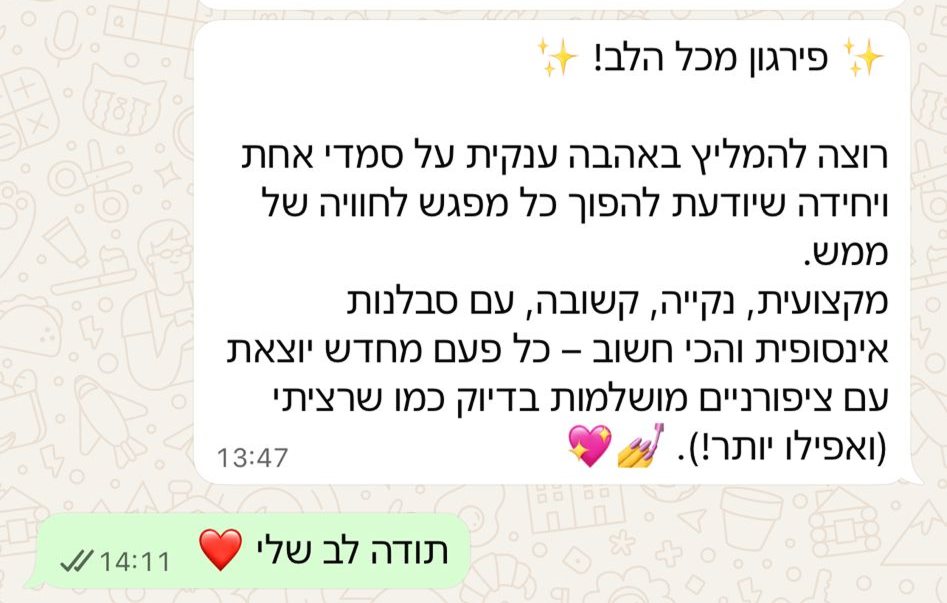 ✨ פירגון מכל הלב! ✨
רוצה להמליץ באהבה ענקית על סמדי אחת
ויחידה שיודעת להפוך כל מפגש לחוויה של
ממש.
מקצועית, נקייה, קשובה, עם סבלנות
אינסופית והכי חשוב – כל פעם מחדש יוצאת
עם ציפורניים מושלמות בדיוק כמו שרציתי
(ואפילו יותר!). 💅💖
13:47
תודה לב שלי ❤️
14:11